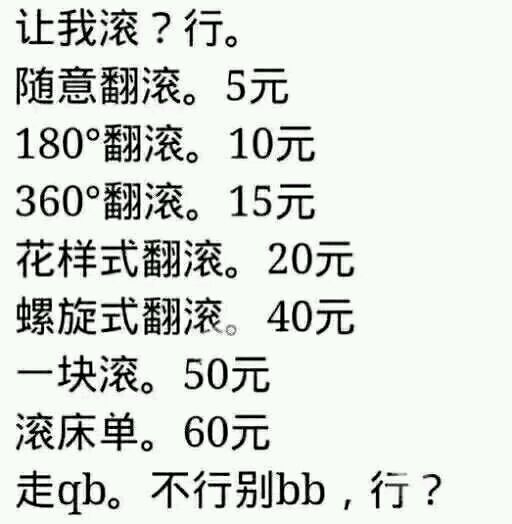 让我滚？行。
随意翻滚。5元
180°翻滚。10元
360°翻滚。15元
花样式翻滚。20元
螺旋式翻滚。40元
一块滚。50元
滚床单。60元
走qb。不行别bb，行？